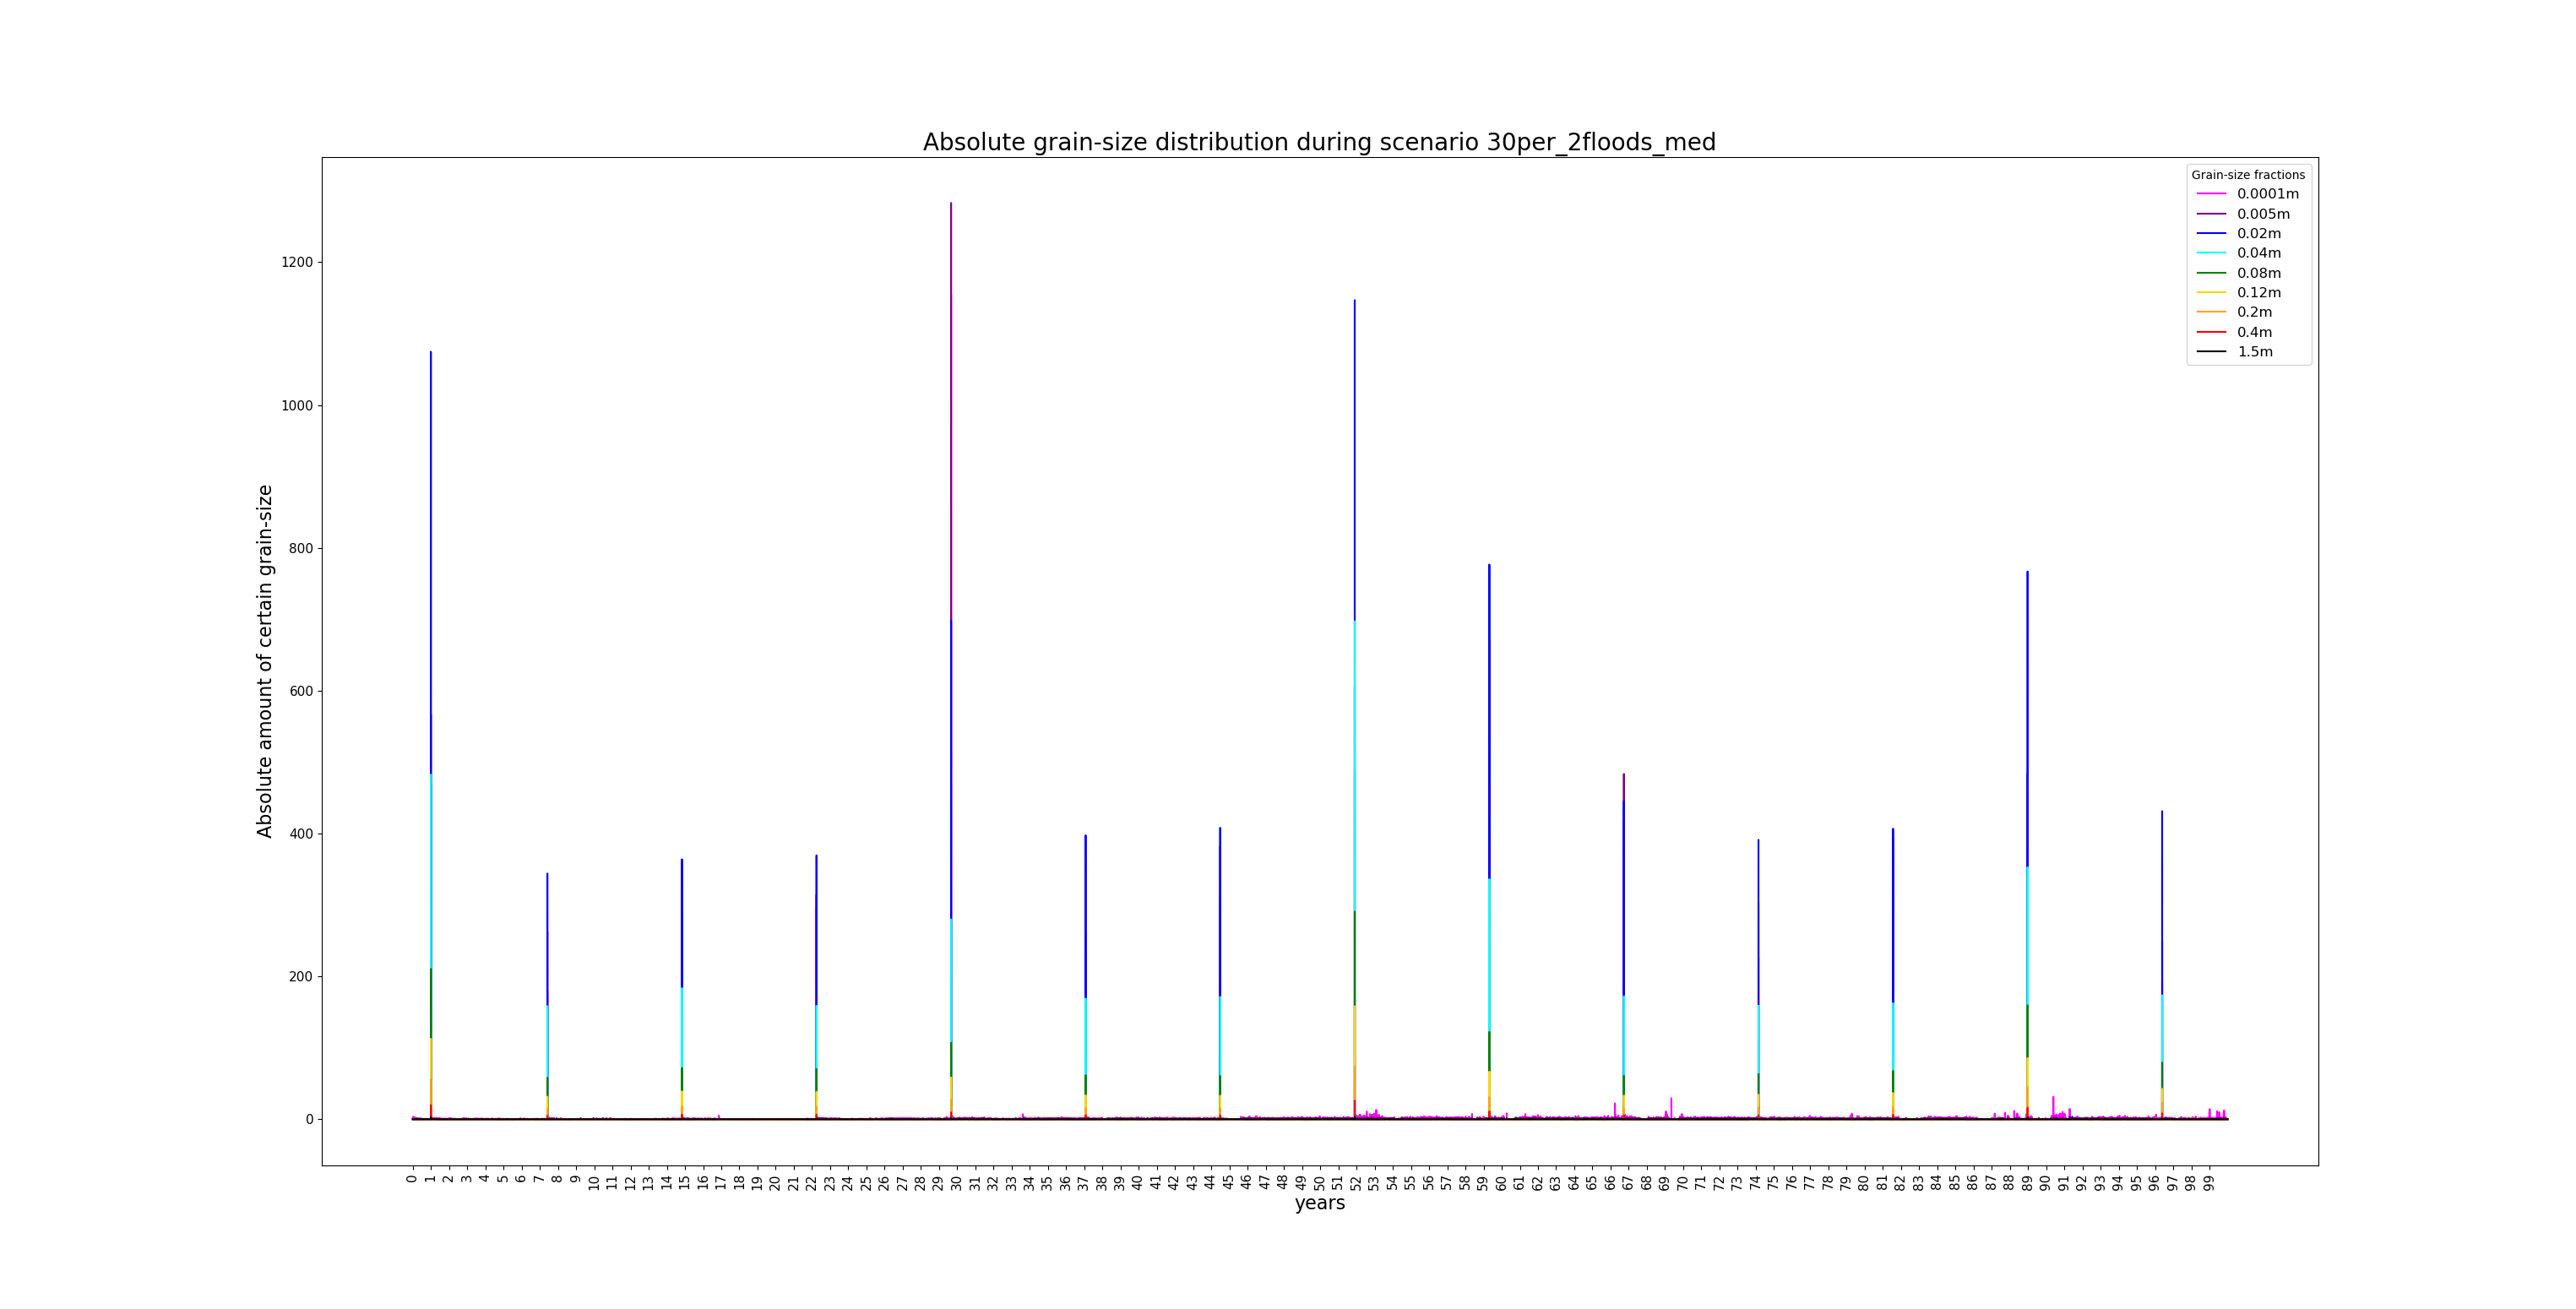 Absolute grain-size distribution during scenario 30per_2floods_med
Grain-size fractions
0.0001m
0.005m
0.02m
0.04m
0.08m
0.12m
0.2m
0.4m
1.5m
1200
1000
800
600
400
200
0
Absolute amount of certain grain-size
0 1 2 3 4 5 6 7 8 9 10 11 12 13 14 15 16 17 18 19 20 21 22 23 24 25 26 27 28 29 30 31 32 33 34 35 36 37 38 39 40 41 42 43 44 45 46 47 48 49 50 51 52 53 54 55 56 57 58 59 60 61 62 63 64 65 66 67 68 69 70 71 72 73 74 75 76 77 78 79 80 81 82 83 84 85 86 87 88 89 90 91 92 93 94 95 96 97 98 99
years